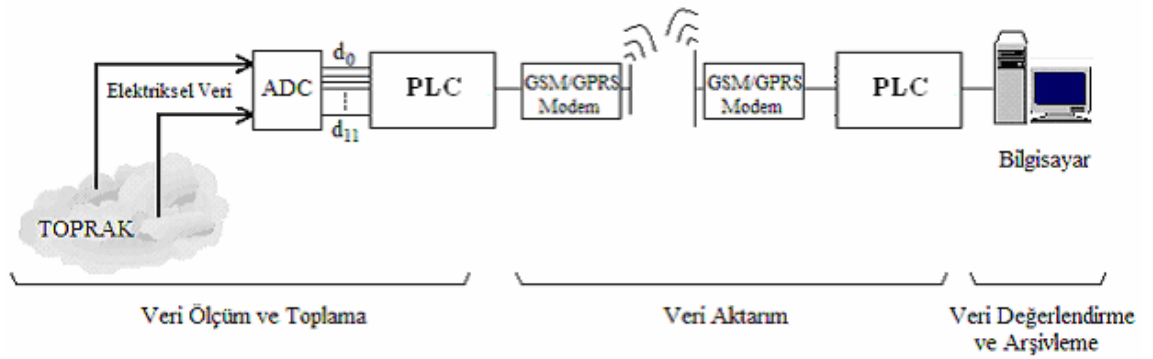 d0
Elektriksel Veri
ADC
PLC
d11
GSM/GPRS
Modem
GSM/GPRS
Modem
PLC
Bilgisayar
TOPRAK
Veri Ölçüm ve Toplama
Veri Aktarım
Veri Değerlendirme
ve Arşivleme